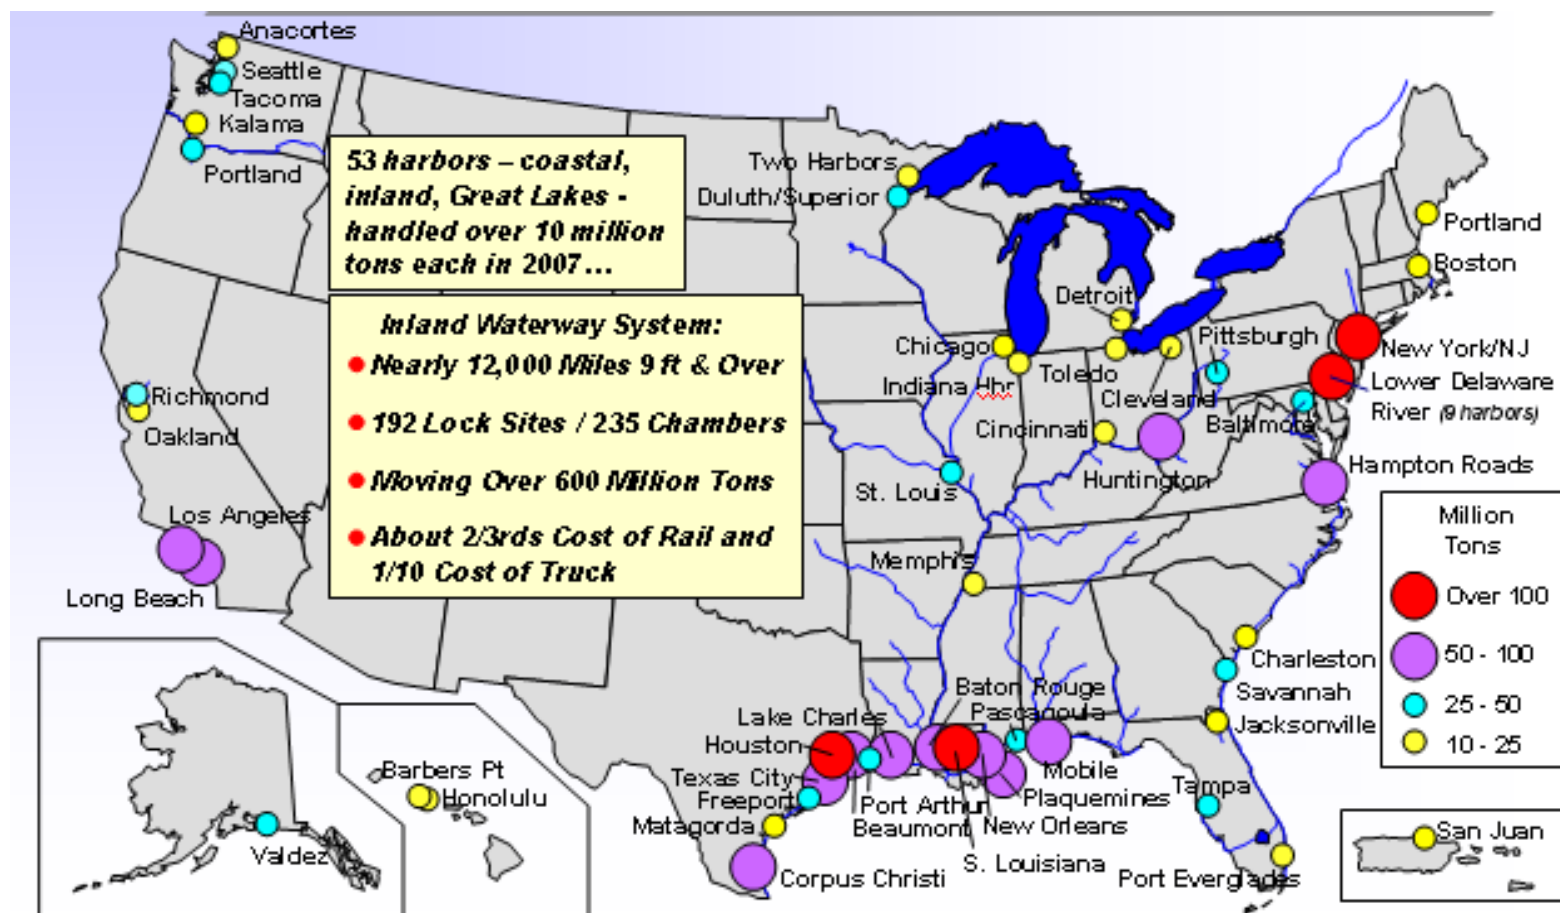 Anacortes
Seattle
Tacoma
Kalama
Portland
53 harbors – coastal,
inland, Great Lakes -
handled over 10 million
tons each in 2007…
Inland Waterway System:
Nearly 12,000 Miles 9 ft & Over
192 Lock Sites / 235 Chambers
Moving Over 600 Million Tons
About 2/3rds Cost of Rail and
1/10 Cost of Truck
Two Harbors
Duluth/Superior
Portland
Boston
Detroit
Pittsburgh
Chicago
New York/NJ
Indiana Hbr
Toledo
Cleveland
Lower Delaware
River (9 harbors)
Richmond
Oakland
Cincinnati
Baltimore
Hampton Roads
St. Louis
Huntington
Los Angeles
Long Beach
Memphis
Million
Tons
Over 100
50 - 100
25 - 50
10 - 25
Charleston
Savannah
Jacksonville
Baton Rouge
Pascagoula
Lake Charles
Houston
Texas City
Freeport
Matagorda
Port Arthur
Beaumont
Mobile
Plaquemines
New Orleans
S. Louisiana
Corpus Christi
Tampa
Port Everglades
Barbers Pt
Honolulu
Valdez
San Juan